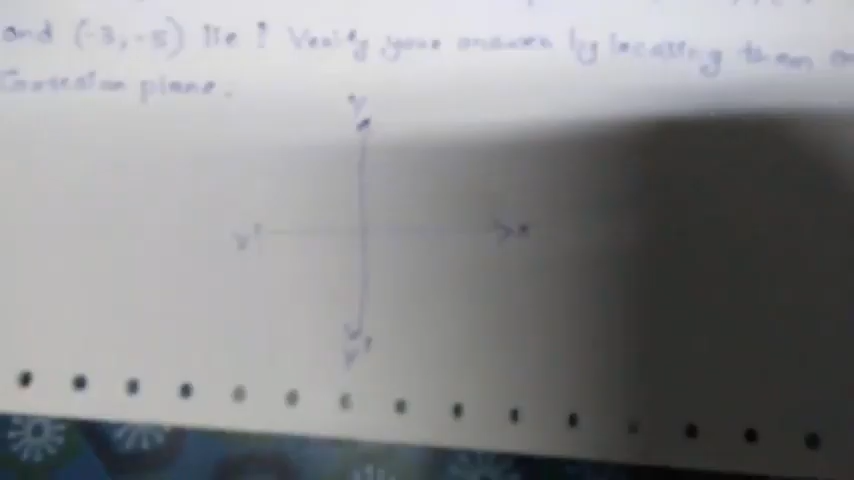 and (-3, -5) lie ? Verify your answer by locating them on
Cartesian plane.
Y
X' X
Y'